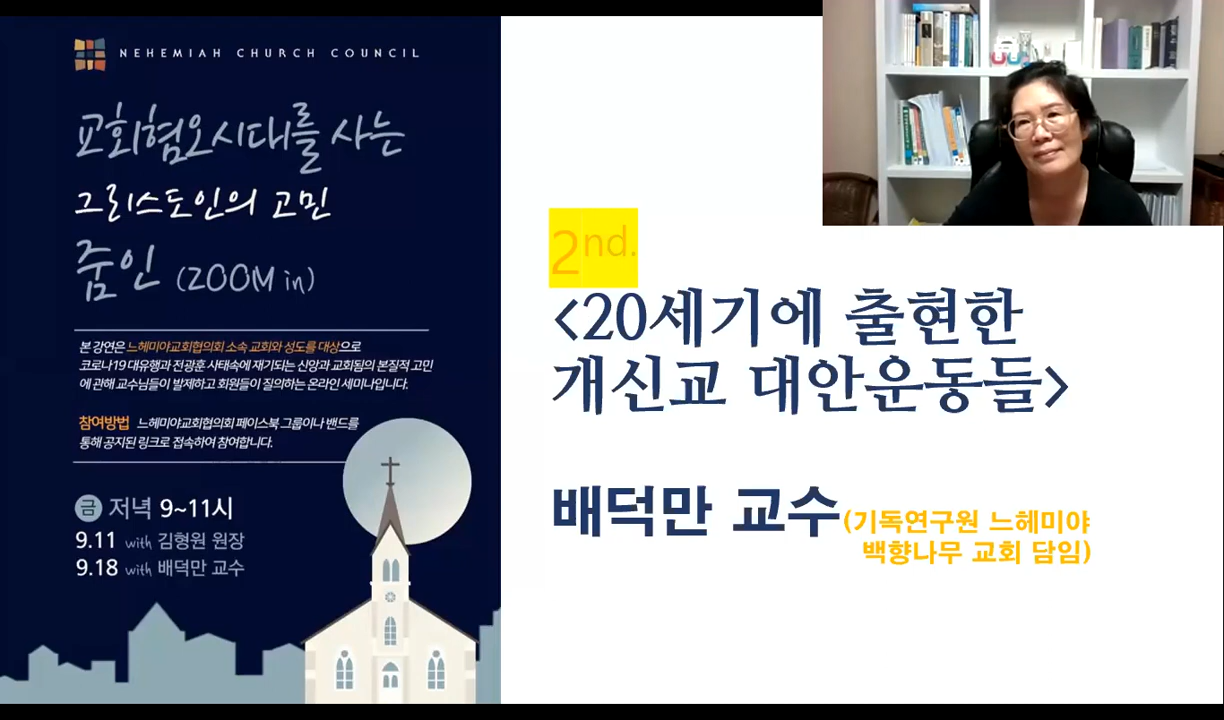 NEHEMIAH CHURCH COUNCIL
교회혐오시대를 사는
그리스도인의 고민
줌인 (ZOOM in)
본 강연은 느헤미야교회협의회 소속 교회와 성도를 대상으로
코로나19 대유행과 전광훈 사태속에 재기되는 신앙과 교회됨의 본질적 고민
에 관해 교수님들이 발제하고 회원들이 질의하는 온라인 세미나입니다.
참여방법 느헤미야교회협의회 페이스북 그룹이나 밴드를
통해 공지된 링크로 접속하여 참여합니다.
금 저녁 9~11시
9.11 with 김형원 원장
9.18 with 배덕만 교수
2nd.
<20세기에 출현한
개신교 대안운동들>
배덕만 교수(기독연구원 느헤미야
백향나무 교회 담임)